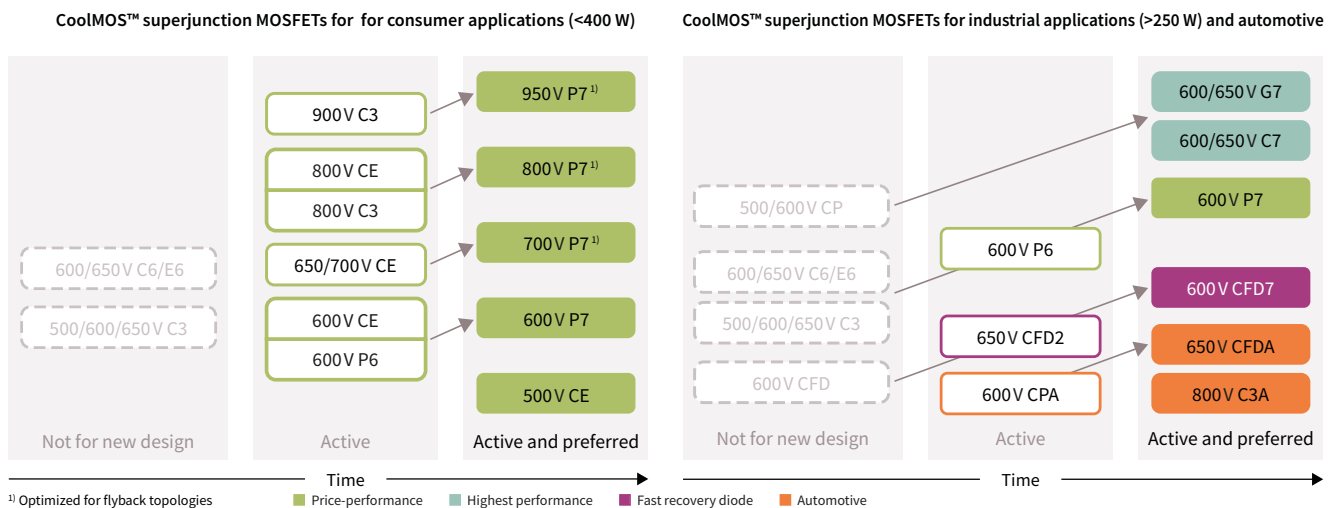 CoolMOS™ superjunction MOSFETs for for consumer applications (<400 W)
900 V C3
800 V CE
800 V C3
600/650 V C6/E6
650/700 V CE
500/600/650 V C3
600 V CE
600 V P6
950 V P7 1)
800 V P7 1)
700 V P7 1)
600 V P7
500 V CE
Not for new design
Active
Active and preferred
Time
CoolMOS™ superjunction MOSFETs for industrial applications (>250 W) and automotive
500/600 V CP
600/650 V C6/E6
500/600/650 V C3
600 V CFD
600 V P6
650 V CFD2
600 V CPA
600/650 V G7
600/650 V C7
600 V P7
600 V CFD7
650 V CFDA
800 V C3A
Not for new design
Active
Active and preferred
Time
1) Optimized for flyback topologies
Price-performance
Highest performance
Fast recovery diode
Automotive